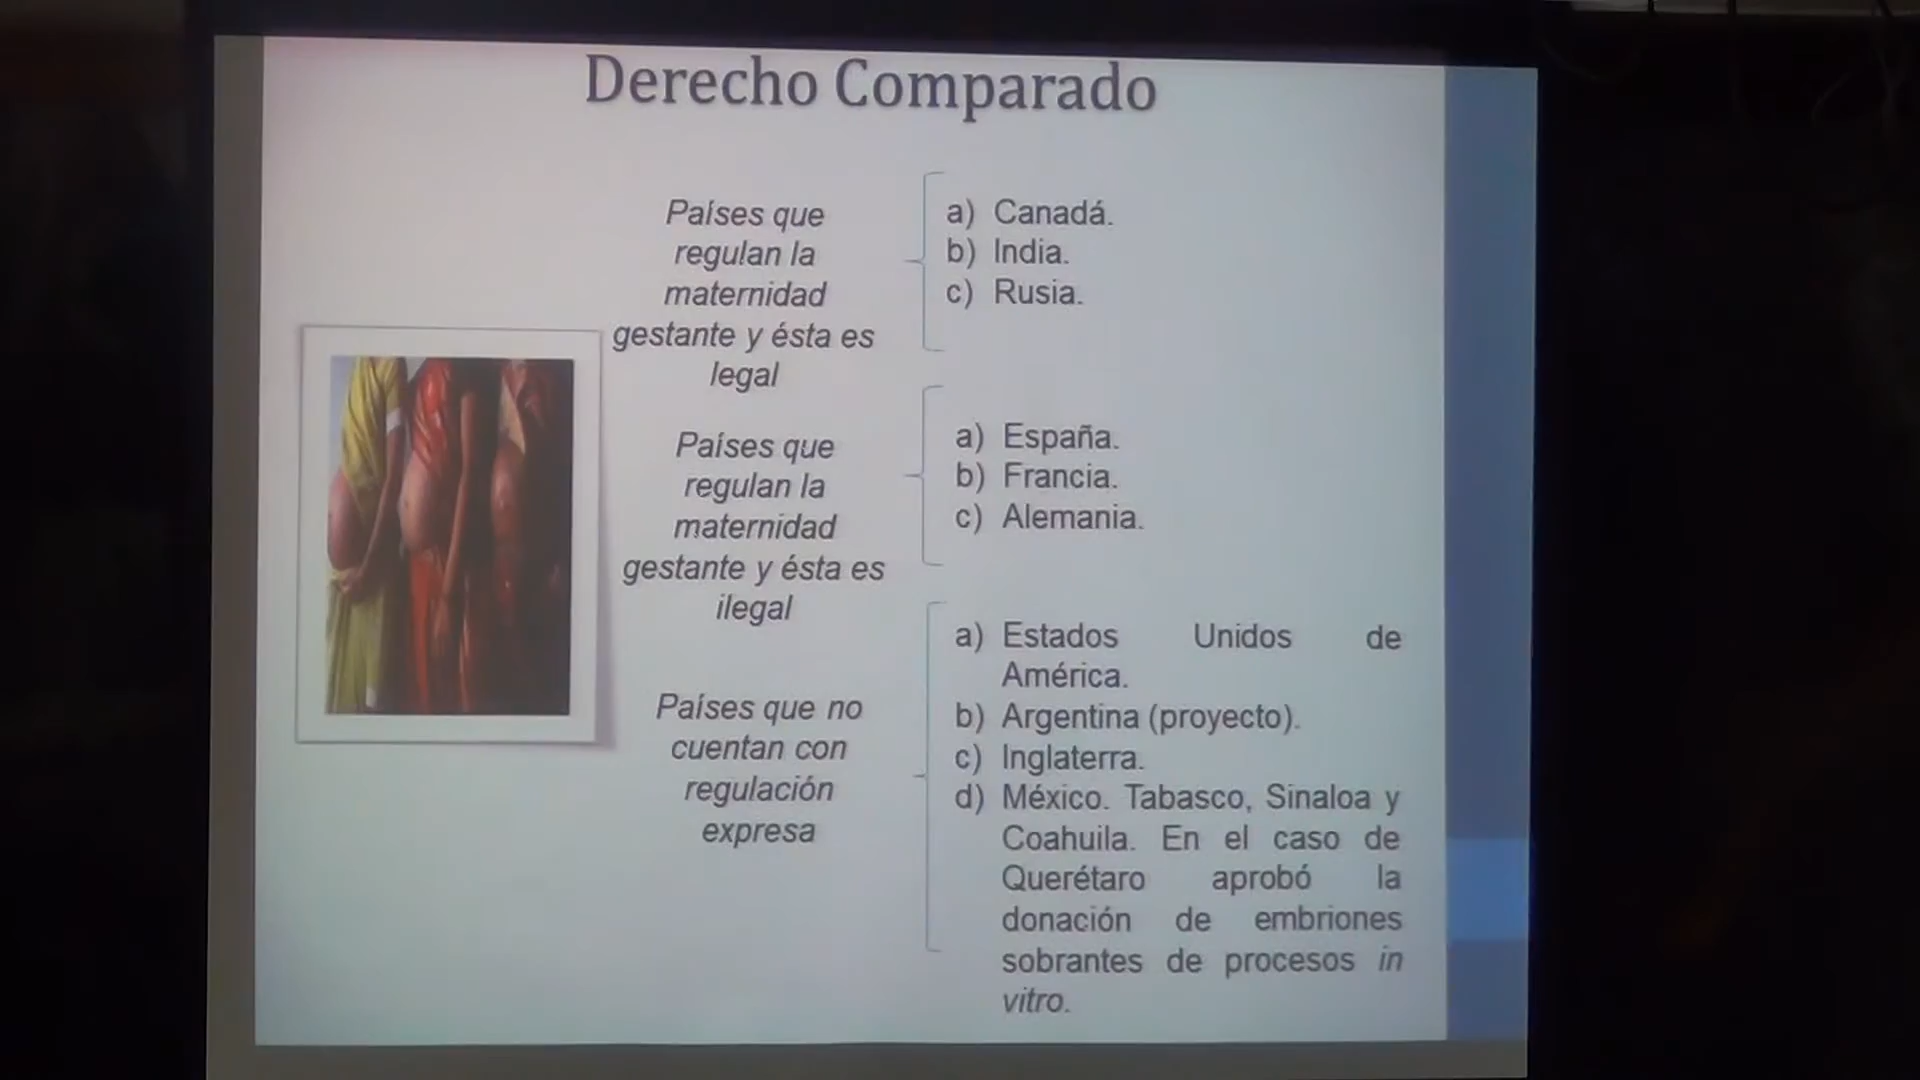 Derecho Comparado
Países que
regulan la
maternidad
gestante y ésta es
legal
a) Canadá.
b) India.
c) Rusia.
Países que
regulan la
maternidad
gestante y ésta es
ilegal
a) España.
b) Francia.
c) Alemania.
Países que no
cuentan con
regulación
expresa
a) Estados Unidos de
América.
b) Argentina (proyecto).
c) Inglaterra.
d) México. Tabasco, Sinaloa y
Coahuila. En el caso de
Querétaro aprobó la
donación de embriones
sobrantes de procesos in
vitro.